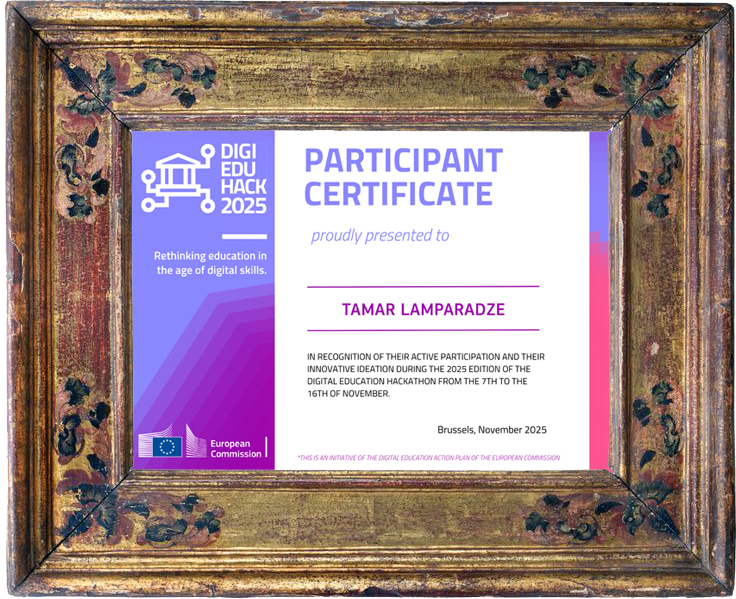 DIGI
EDU
HACK
2025
Rethinking education in
the age of digital skills.
European
Commission
PARTICIPANT
CERTIFICATE
proudly presented to
TAMAR LAMPARADZE
IN RECOGNITION OF THEIR ACTIVE PARTICIPATION AND THEIR
INNOVATIVE IDEATION DURING THE 2025 EDITION OF THE
DIGITAL EDUCATION HACKATHON FROM THE 7TH TO THE
16TH OF NOVEMBER.
Brussels, November 2025
*THIS IS AN INITIATIVE OF THE DIGITAL EDUCATION ACTION PLAN OF THE EUROPEAN COMMISSION